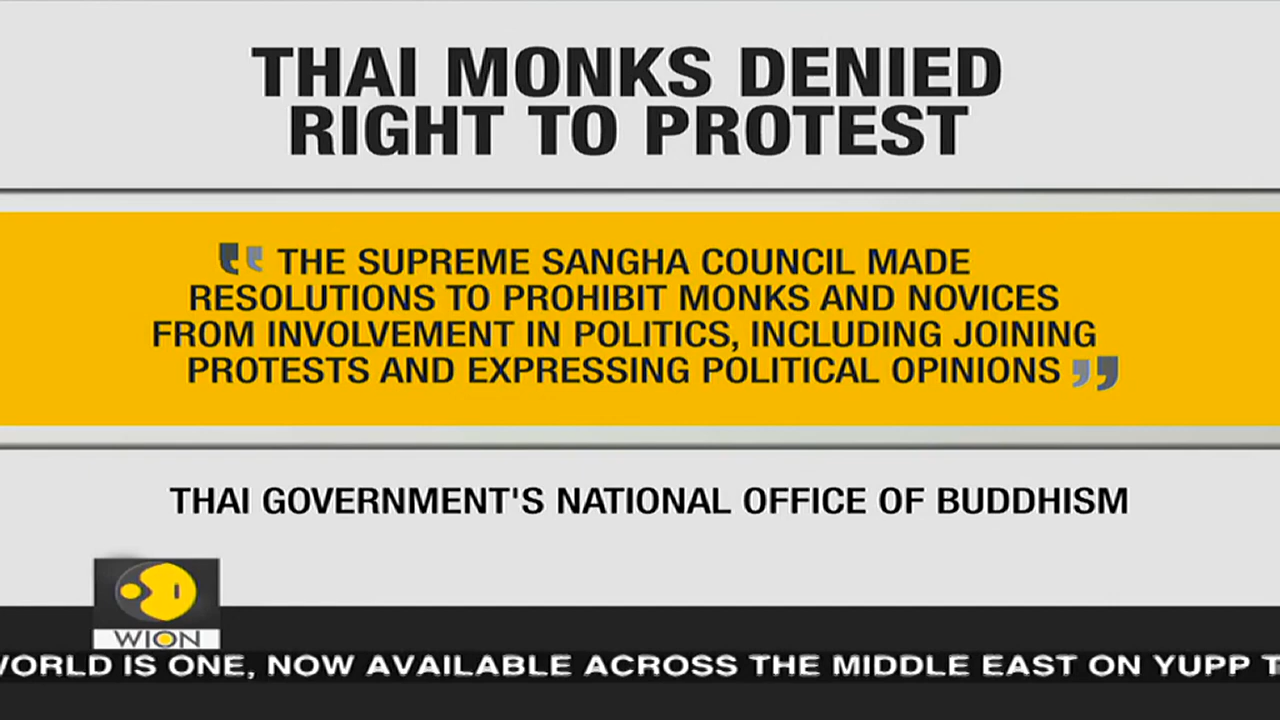 THAI MONKS DENIED
RIGHT TO PROTEST
" THE SUPREME SANGHA COUNCIL MADE
RESOLUTIONS TO PROHIBIT MONKS AND NOVICES
FROM INVOLVEMENT IN POLITICS, INCLUDING JOINING
PROTESTS AND EXPRESSING POLITICAL OPINIONS "
THAI GOVERNMENT'S NATIONAL OFFICE OF BUDDHISM
WION
WORLD IS ONE, NOW AVAILABLE ACROSS THE MIDDLE EAST ON YUPP T